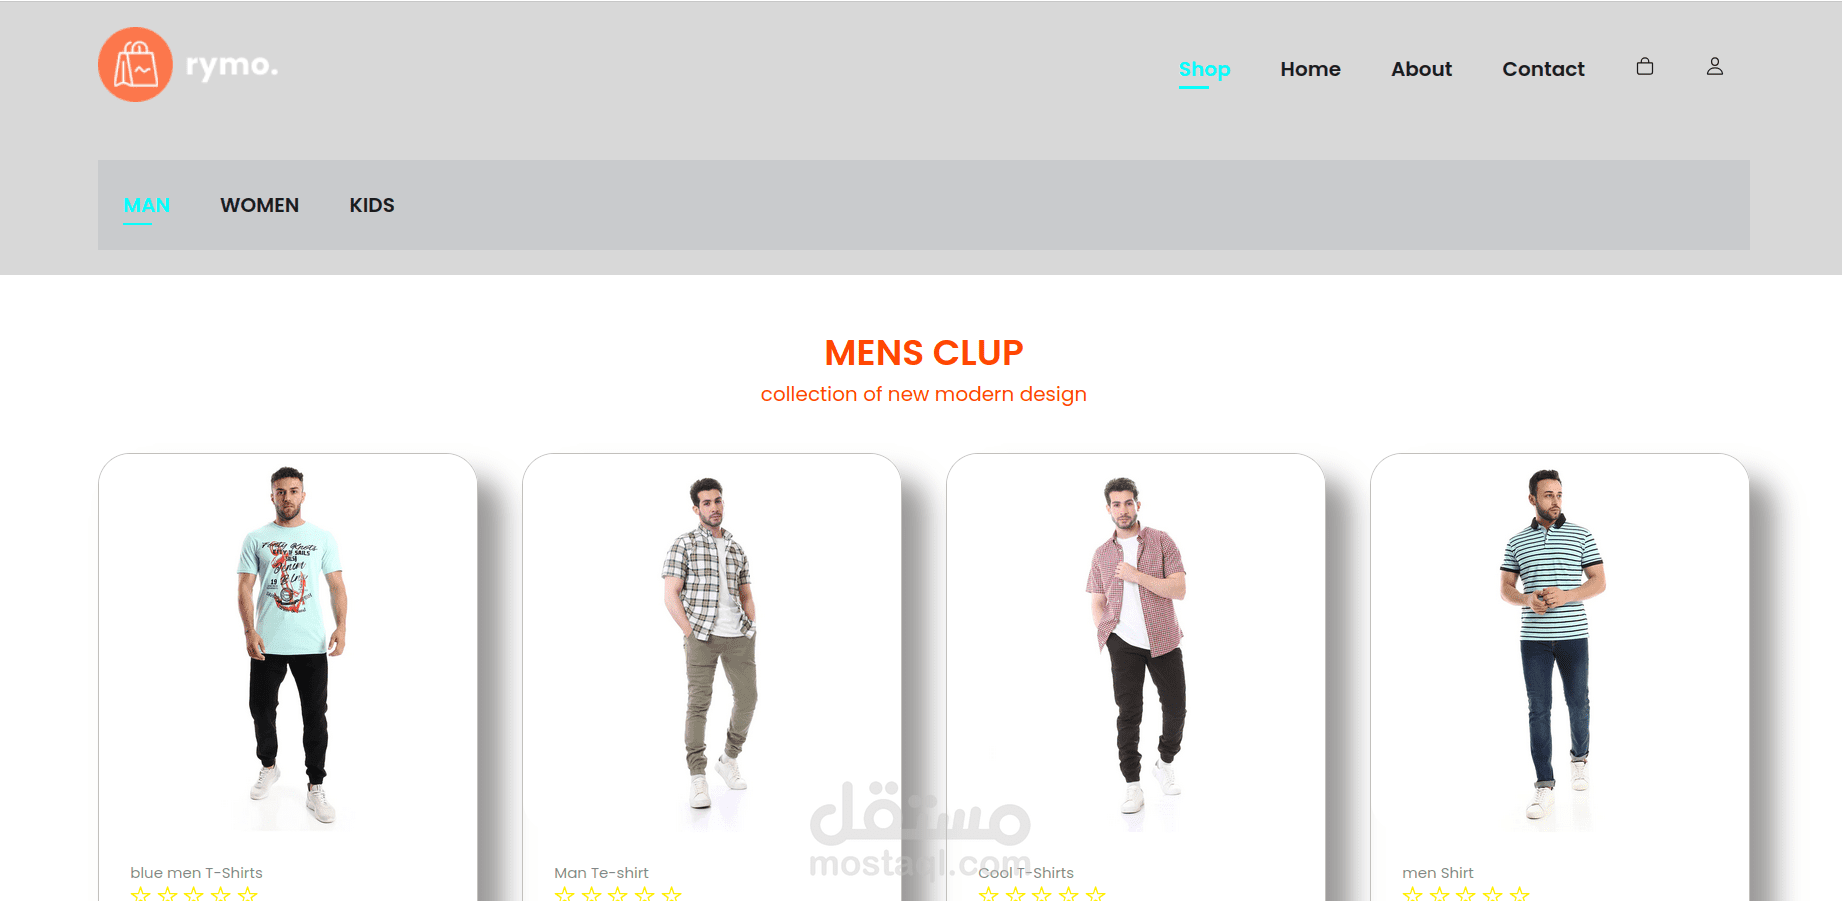 rymo.
Shop Home About Contact
MAN WOMEN KIDS
MENS CLUP
collection of new modern design
19
مستقل
mostaql.com
blue men T-Shirts
Man Te-shirt
Cool T-Shirts
men Shirt